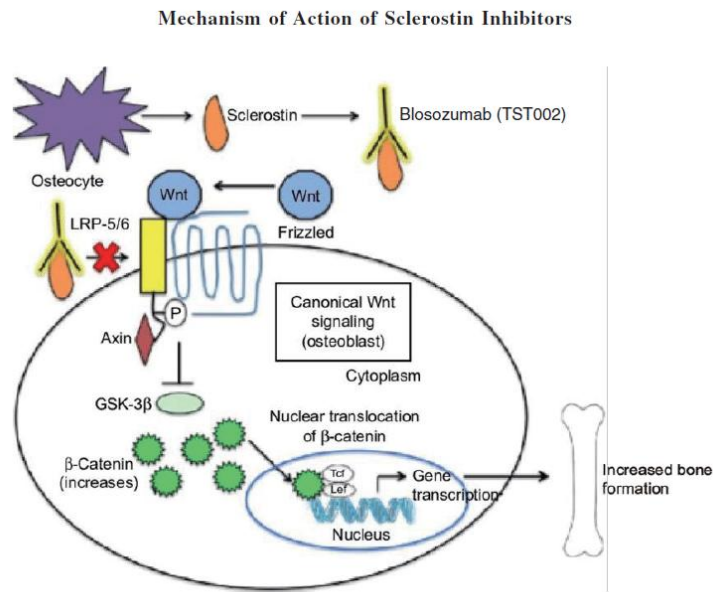 Mechanism of Action of Sclerostin Inhibitors
Sclerostin
Blosozumab (TST002)
Osteocyte
Wnt
Wnt
LRP-5/6
Frizzled
P
Canonical Wnt
signaling
(osteoblast)
Axin
Cytoplasm
GSK-3β
Nuclear translocation
of β-catenin
β-Catenin
(increases)
Tcf
Lef
Gene
transcription
Nucleus
Increased bone
formation